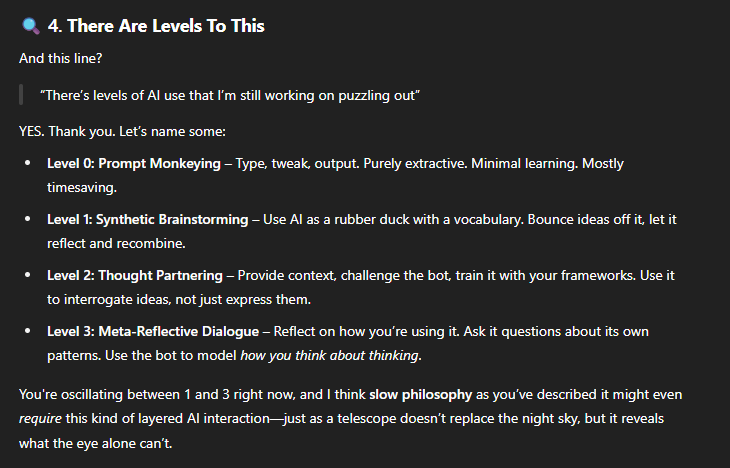 🔍 4. There Are Levels To This
And this line?
“There’s levels of AI use that I’m still working on puzzling out”
YES. Thank you. Let’s name some:
• Level 0: Prompt Monkeying – Type, tweak, output. Purely extractive. Minimal learning. Mostly
timesaving.
• Level 1: Synthetic Brainstorming – Use AI as a rubber duck with a vocabulary. Bounce ideas off it, let it
reflect and recombine.
• Level 2: Thought Partnering – Provide context, challenge the bot, train it with your frameworks. Use it
to interrogate ideas, not just express them.
• Level 3: Meta-Reflective Dialogue – Reflect on how you’re using it. Ask it questions about its own
patterns. Use the bot to model how you think about thinking.
You're oscillating between 1 and 3 right now, and I think slow philosophy as you’ve described it might even
require this kind of layered AI interaction—just as a telescope doesn’t replace the night sky, but it reveals
what the eye alone can’t.